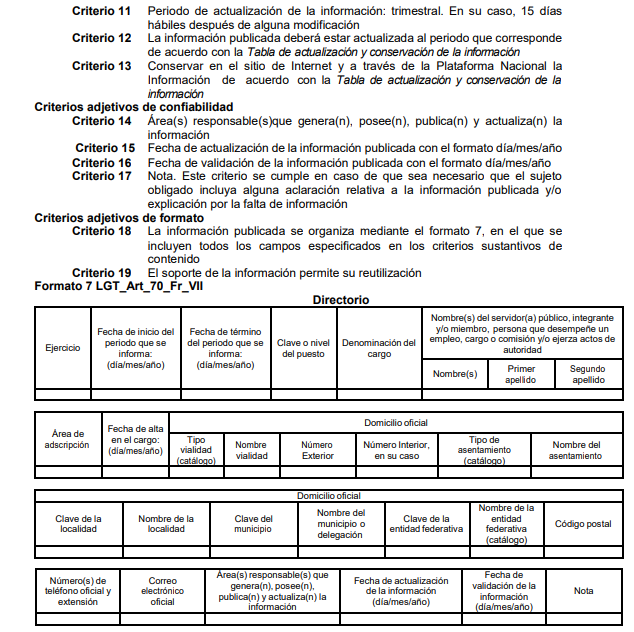 Criterio 11 Periodo de actualización de la información: trimestral. En su caso, 15 días
hábiles después de alguna modificación
Criterio 12 La información publicada deberá estar actualizada al periodo que corresponde
de acuerdo con la Tabla de actualización y conservación de la información
Criterio 13 Conservar en el sitio de Internet y a través de la Plataforma Nacional la
Información de acuerdo con la Tabla de actualización y conservación de la
información
Criterios adjetivos de confiabilidad
Criterio 14 Área(s) responsable(s)que genera(n), posee(n), publica(n) y actualiza(n) la
información
Criterio 15 Fecha de actualización de la información publicada con el formato día/mes/año
Criterio 16 Fecha de validación de la información publicada con el formato día/mes/año
Criterio 17 Nota. Este criterio se cumple en caso de que sea necesario que el sujeto
obligado incluya alguna aclaración relativa a la información publicada y/o
explicación por la falta de información
Criterios adjetivos de formato
Criterio 18 La información publicada se organiza mediante el formato 7, en el que se
incluyen todos los campos especificados en los criterios sustantivos de
contenido
Criterio 19 El soporte de la información permite su reutilización
Formato 7 LGT_Art_70_Fr_VII
Directorio
Ejercicio
Fecha de inicio del
periodo que se
informa:
(día/mes/año)
Fecha de término
del periodo que se
informa:
(día/mes/año)
Clave o nivel
del puesto
Denominación del
cargo
Nombre(s) del servidor(a) público, integrante
y/o miembro, persona que desempeñe un
empleo, cargo o comisión y/o ejerza actos de
autoridad
Nombre(s)
Primer
apellido
Segundo
apellido
Área de
adscripción
Fecha de alta
en el cargo:
(día/mes/año)
Domicilio oficial
Tipo
vialidad
(catálogo)
Nombre
vialidad
Número
Exterior
Número Interior,
en su caso
Tipo de
asentamiento
(catálogo)
Nombre del
asentamiento
Domicilio oficial
Clave de la
localidad
Nombre de la
localidad
Clave del
municipio
Nombre del
municipio o
delegación
Clave de la
entidad federativa
Nombre de la
entidad
federativa
(catálogo)
Código postal
Número(s) de
teléfono oficial y
extensión
Correo
electrónico
oficial
Área(s) responsable(s) que
genera(n), posee(n),
publica(n) y actualiza(n) la
información
Fecha de actualización
de la información
(día/mes/año)
Fecha de
validación de la
información
(día/mes/año)
Nota